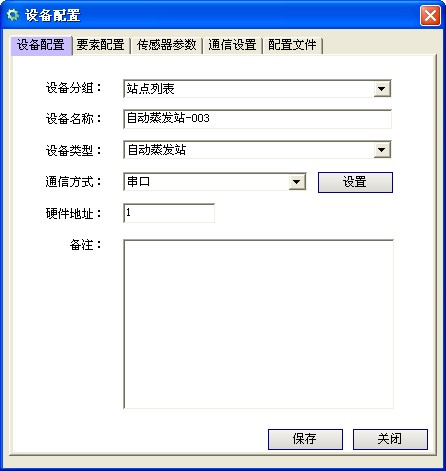 设备配置
设备配置 要素配置 传感器参数 通信设置 配置文件
设备分组： 站点列表
设备名称： 自动蒸发站-003
设备类型： 自动蒸发站
通信方式： 串口 设置
硬件地址： 1
备注：
保存 关闭